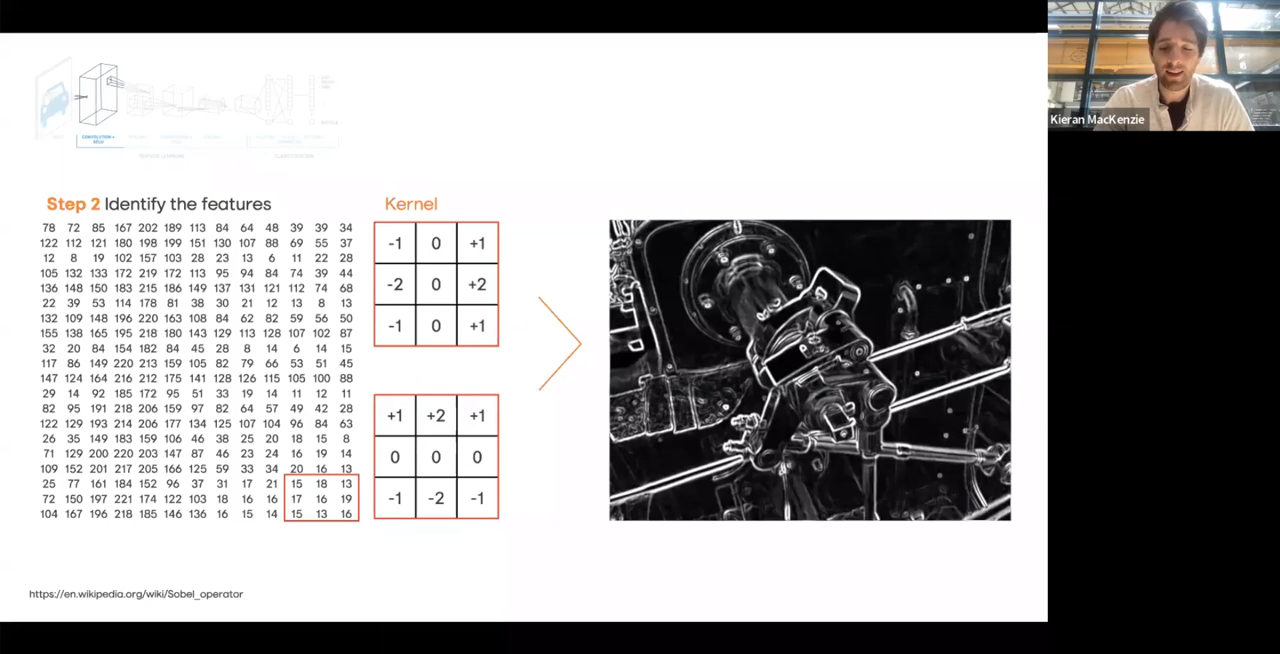 Kieran MacKenzie
CONVOLUTION +
RELU
Step 2 Identify the features
Kernel
78 72 85 167 202 189 113 84 64 48 39 39 34
122 112 121 180 198 199 151 130 107 88 69 55 37
12 8 19 102 157 103 28 23 13 6 11 22 28
105 132 133 172 219 172 113 95 94 84 74 39 44
136 148 150 183 215 186 149 137 131 121 112 74 68
22 39 53 114 178 81 38 30 21 12 13 8 13
132 109 148 196 220 163 108 84 62 82 59 56 50
155 138 165 195 218 180 143 129 113 128 107 102 87
32 20 84 154 182 84 45 28 8 14 6 14 15
117 86 149 220 213 159 105 82 79 66 53 51 45
147 124 164 216 212 175 141 128 126 115 105 100 88
29 14 92 185 172 95 51 33 19 14 11 12 11
82 95 191 218 206 159 97 82 64 57 49 42 28
122 129 193 214 206 177 134 125 107 104 96 84 63
26 35 149 183 159 106 46 38 25 20 18 15 8
71 129 200 220 203 147 87 46 23 24 16 19 14
109 152 201 217 205 166 125 59 33 34 20 16 13
25 77 161 184 152 96 37 31 17 21 15 18 13
72 150 197 221 174 122 103 18 16 16 17 16 19
104 167 196 218 185 146 136 16 15 14 15 13 16
-1 0 +1
-2 0 +2
-1 0 +1
+1 +2 +1
0 0 0
-1 -2 -1
https://en.wikipedia.org/wiki/Sobel_operator